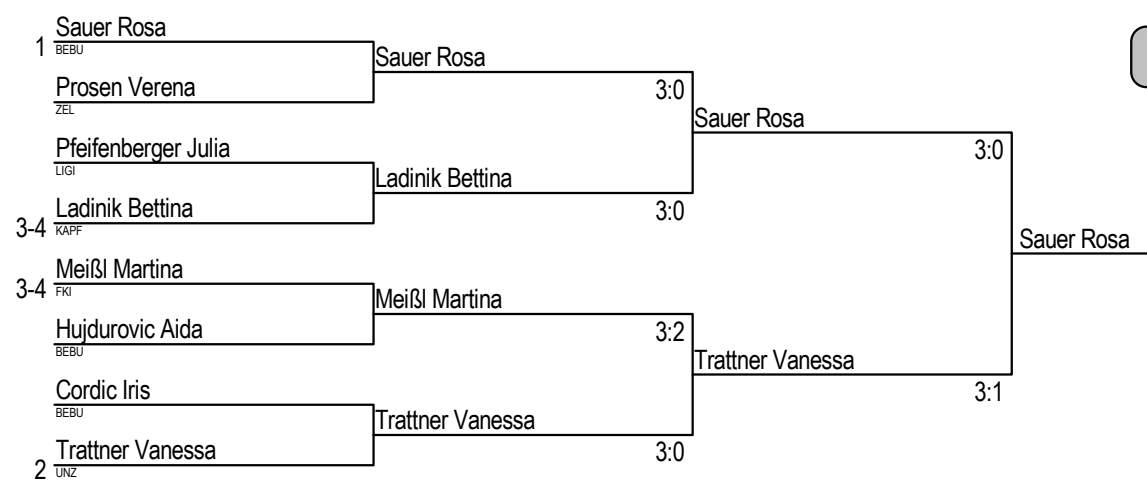 Sauer Rosa
1 BEBU
Sauer Rosa
Prosen Verena
3:0
ZEL
Sauer Rosa
Pfeifenberger Julia
3:0
LIGI
Ladinik Bettina
Ladinik Bettina
3:0
3-4 KAPF
Sauer Rosa
Meißl Martina
3-4 FKI
Meißl Martina
Hujdurovic Aida
3:2
BEBU
Trattner Vanessa
Cordic Iris
3:1
BEBU
Trattner Vanessa
Trattner Vanessa
3:0
2 UNZ